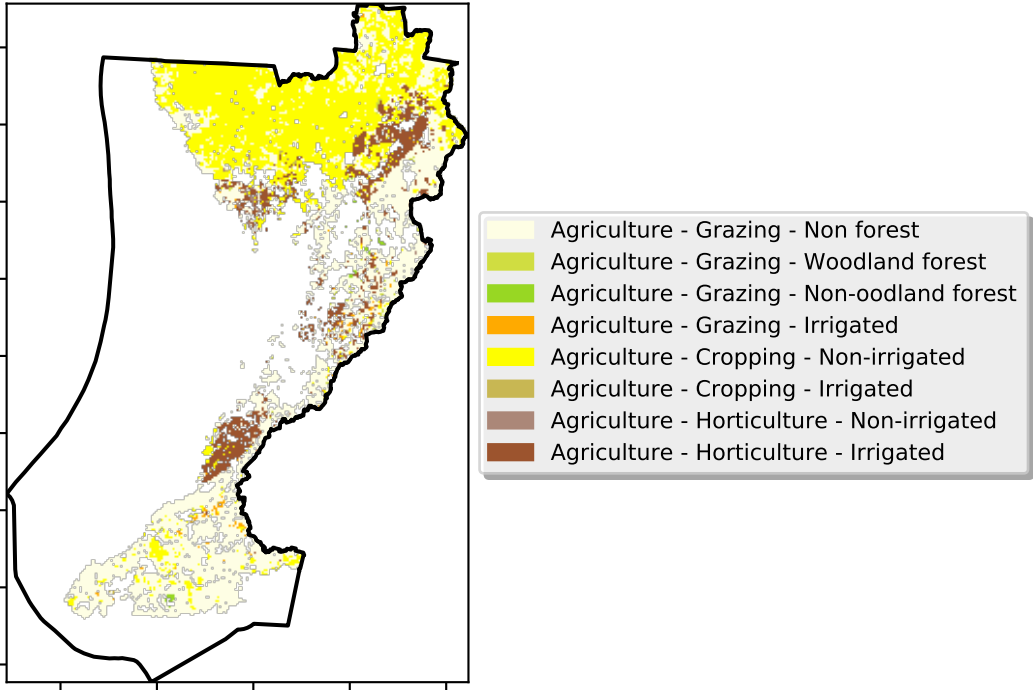 Agriculture - Grazing - Non forest
Agriculture - Grazing - Woodland forest
Agriculture - Grazing - Non-oodland forest
Agriculture - Grazing - Irrigated
Agriculture - Cropping - Non-irrigated
Agriculture - Cropping - Irrigated
Agriculture - Horticulture - Non-irrigated
Agriculture - Horticulture - Irrigated